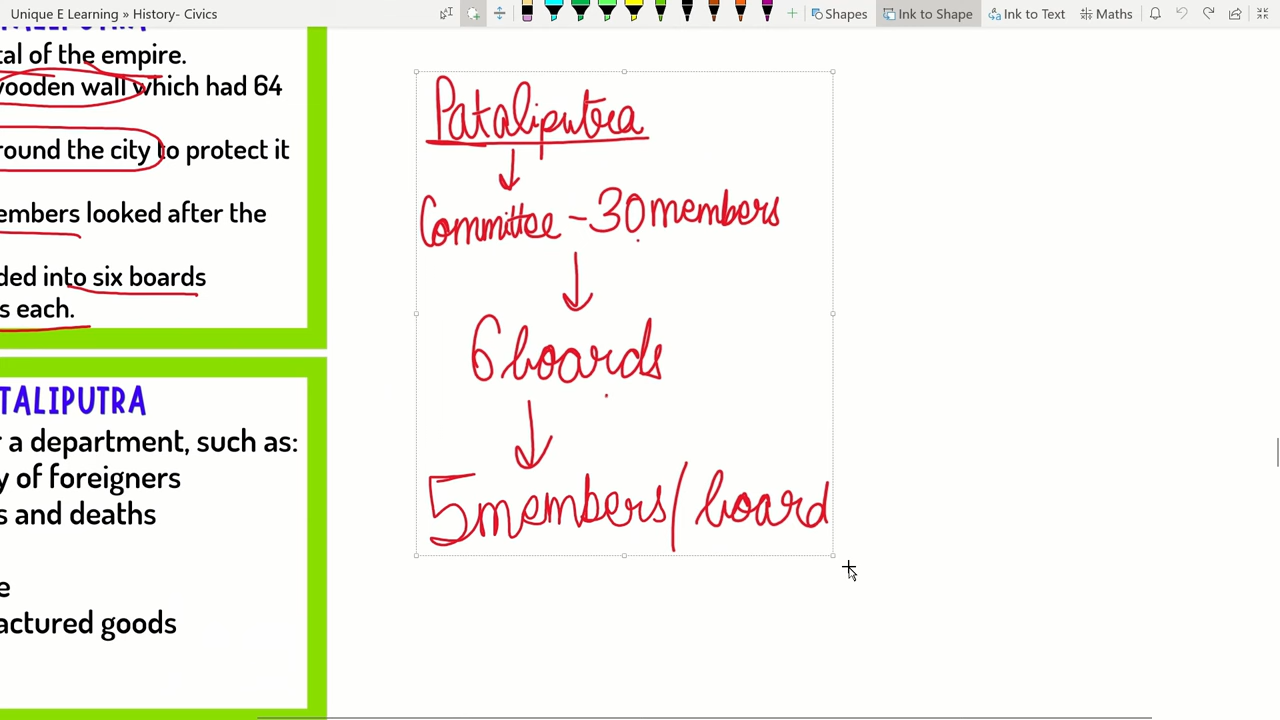 Unique E Learning » History- Civics
Shapes
Ink to Shape
Ink to Text
Maths
tal of the empire.
wooden wall which had 64
round the city to protect it
embers looked after the
ded into six boards
s each.
TALIPUTRA
r a department, such as:
y of foreigners
s and deaths
e
actured goods
Pataliputra
Committee - 30 members
6 boards
5 members / board